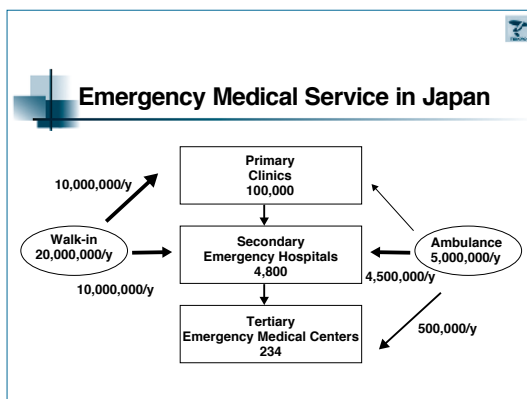 Emergency Medical Service in Japan
Primary
Clinics
100,000
10,000,000/y
Walk-in
20,000,000/y
10,000,000/y
Secondary
Emergency Hospitals
4,800
Ambulance
5,000,000/y
4,500,000/y
Tertiary
Emergency Medical Centers
234
500,000/y